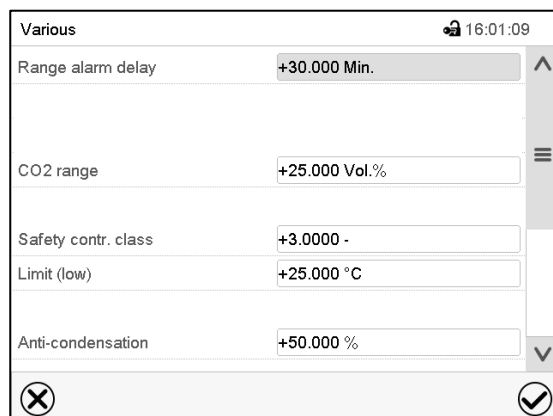 Various 16:01:09
Range alarm delay +30.000 Min.
CO2 range +25.000 Vol.%
Safety contr. class +3.0000 -
Limit (low) +25.000 °C
Anti-condensation +50.000 %